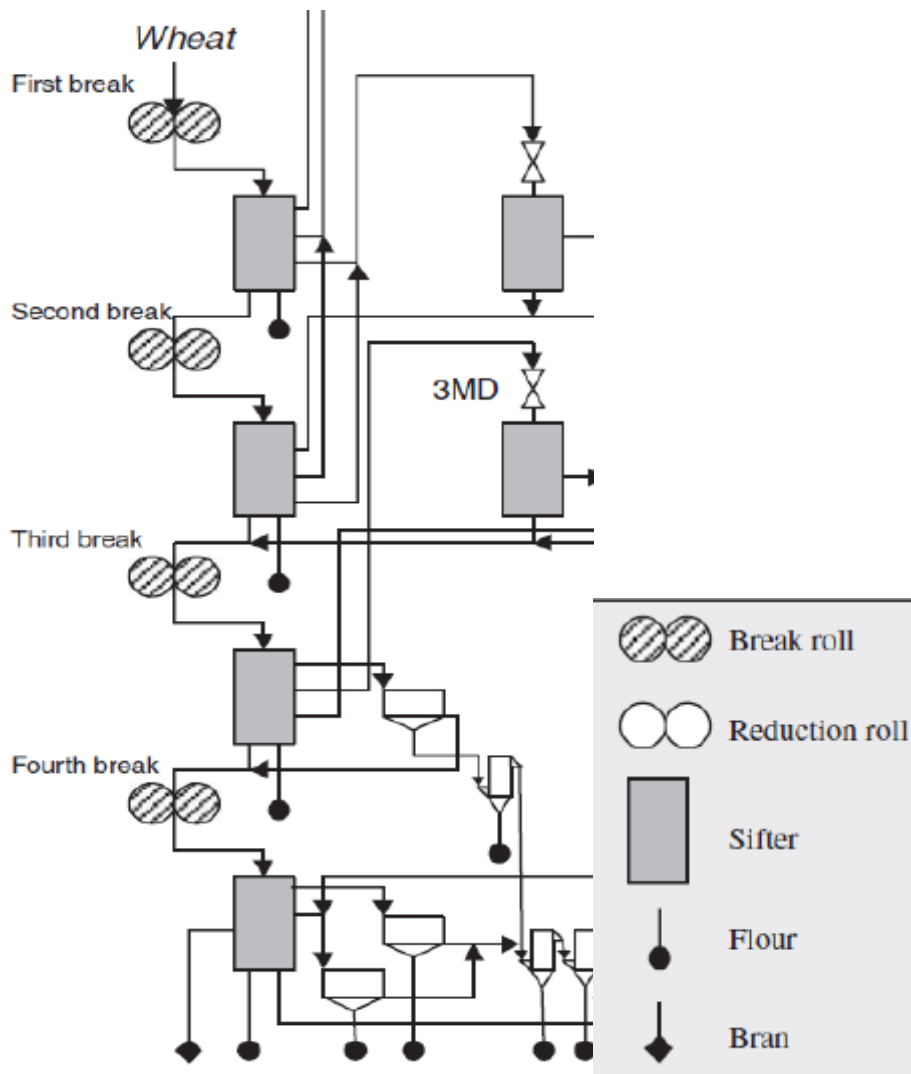 Wheat
First break
Second break
3MD
Third break
Fourth break
Break roll
Reduction roll
Sifter
Flour
Bran